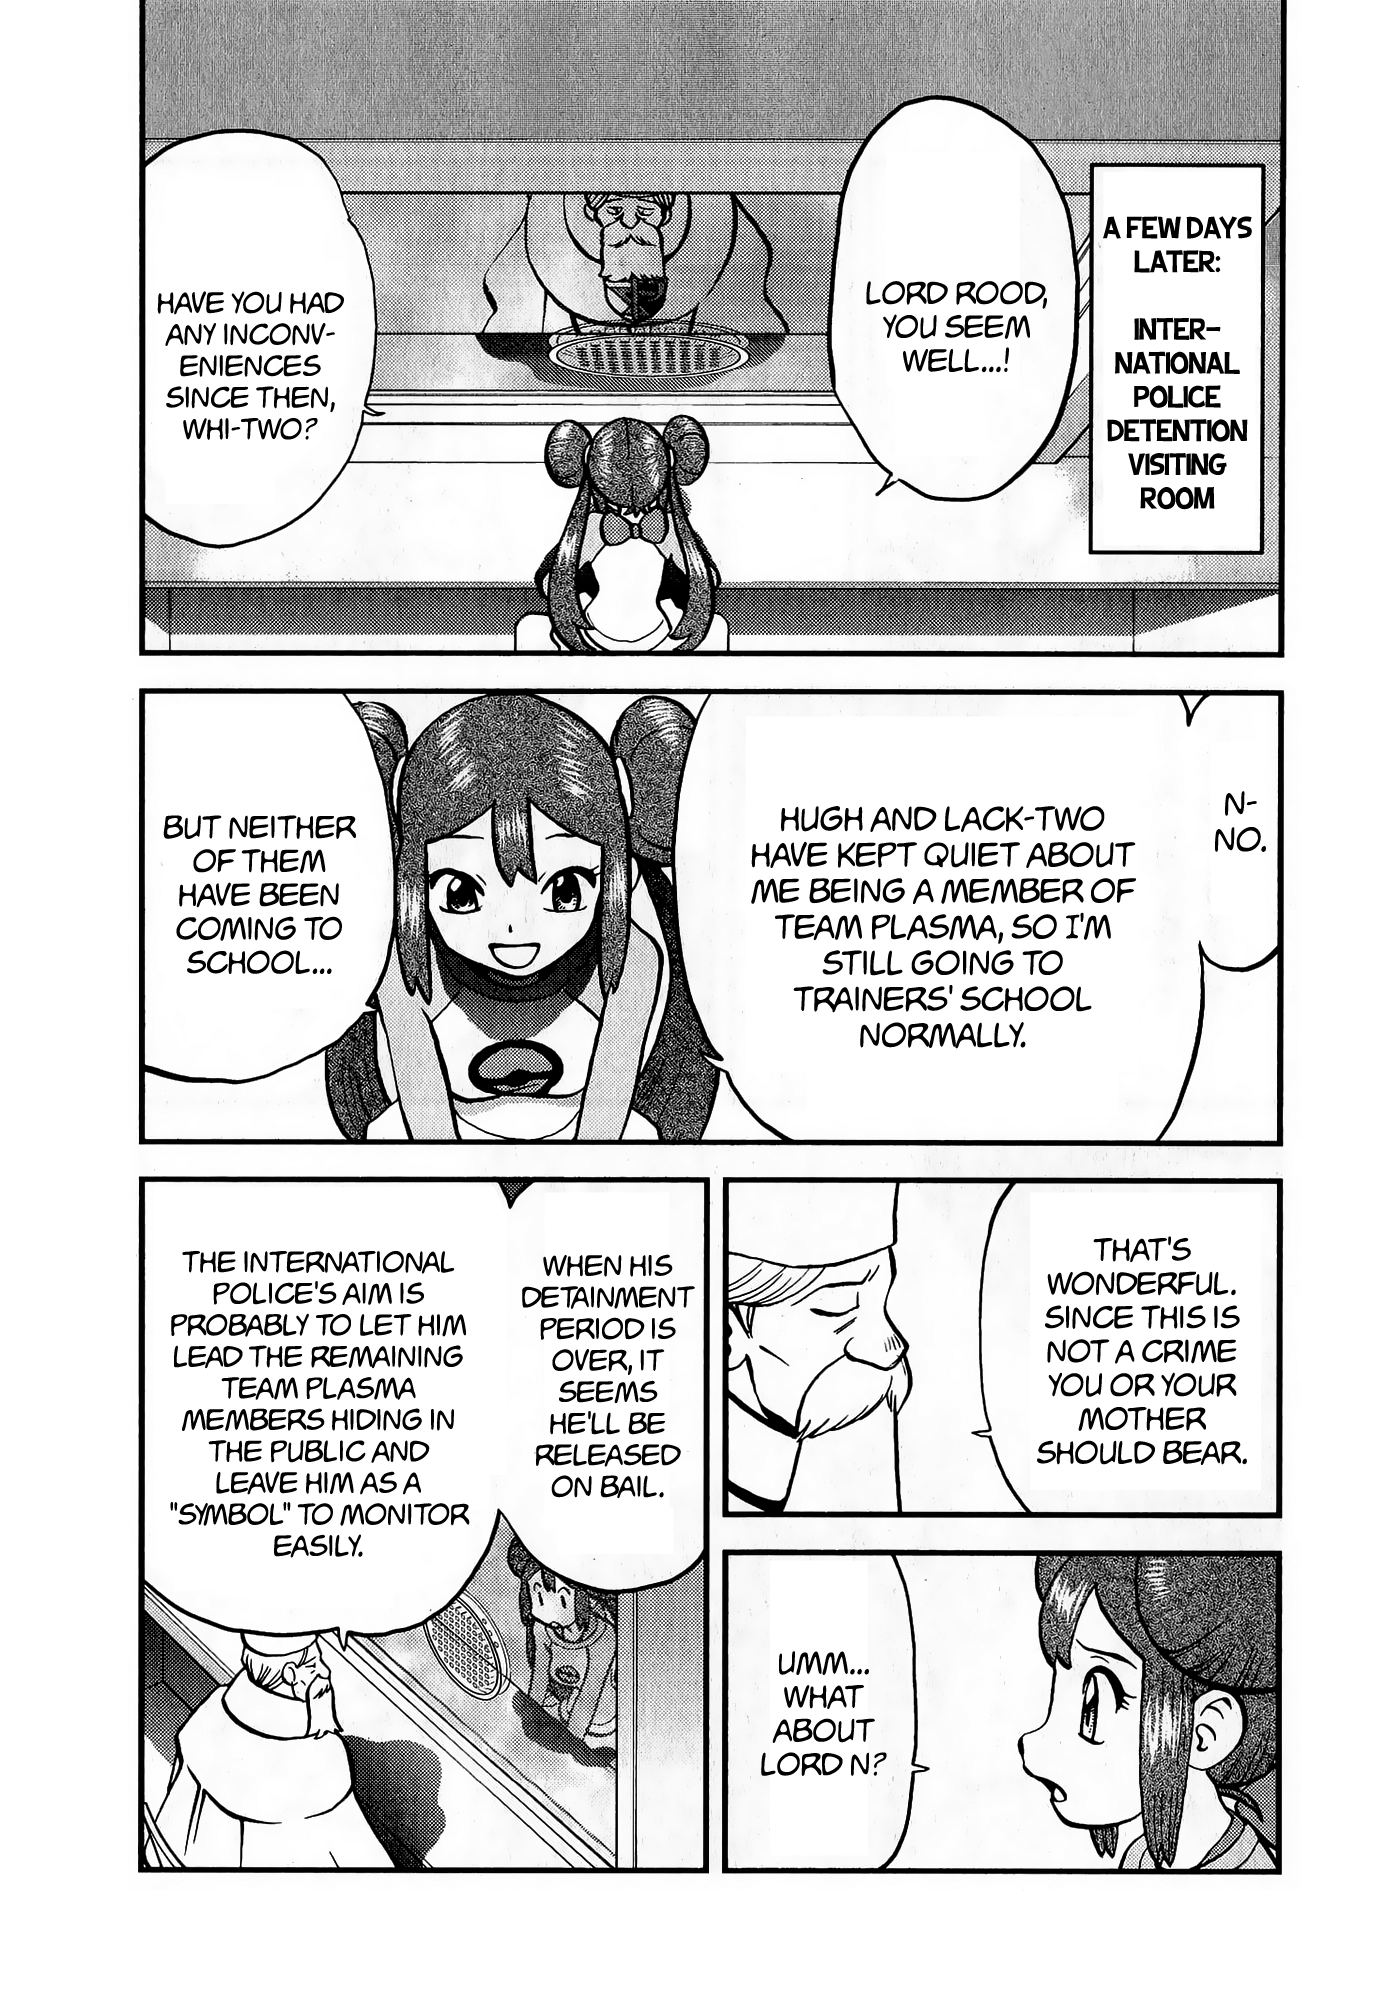 A FEW DAYS
LATER:
INTER-
NATIONAL
POLICE
DETENTION
VISITING
ROOM
LORD ROOD,
YOU SEEM
WELL...!
HAVE YOU HAD
ANY INCONV-
ENIENCES
SINCE THEN,
WHI-TWO?
N-
NO.
HUGH AND LACK-TWO
HAVE KEPT QUIET ABOUT
ME BEING A MEMBER OF
TEAM PLASMA, SO I'M
STILL GOING TO
TRAINERS' SCHOOL
NORMALLY.
BUT NEITHER
OF THEM
HAVE BEEN
COMING TO
SCHOOL...
THAT'S
WONDERFUL.
SINCE THIS IS
NOT A CRIME
YOU OR YOUR
MOTHER
SHOULD BEAR.
UMM...
WHAT
ABOUT
LORD N?
WHEN HIS
DETAINMENT
PERIOD IS
OVER, IT
SEEMS
HE'LL BE
RELEASED
ON BAIL.
THE INTERNATIONAL
POLICE'S AIM IS
PROBABLY TO LET HIM
LEAD THE REMAINING
TEAM PLASMA
MEMBERS HIDING IN
THE PUBLIC AND
LEAVE HIM AS A
"SYMBOL" TO MONITOR
EASILY.